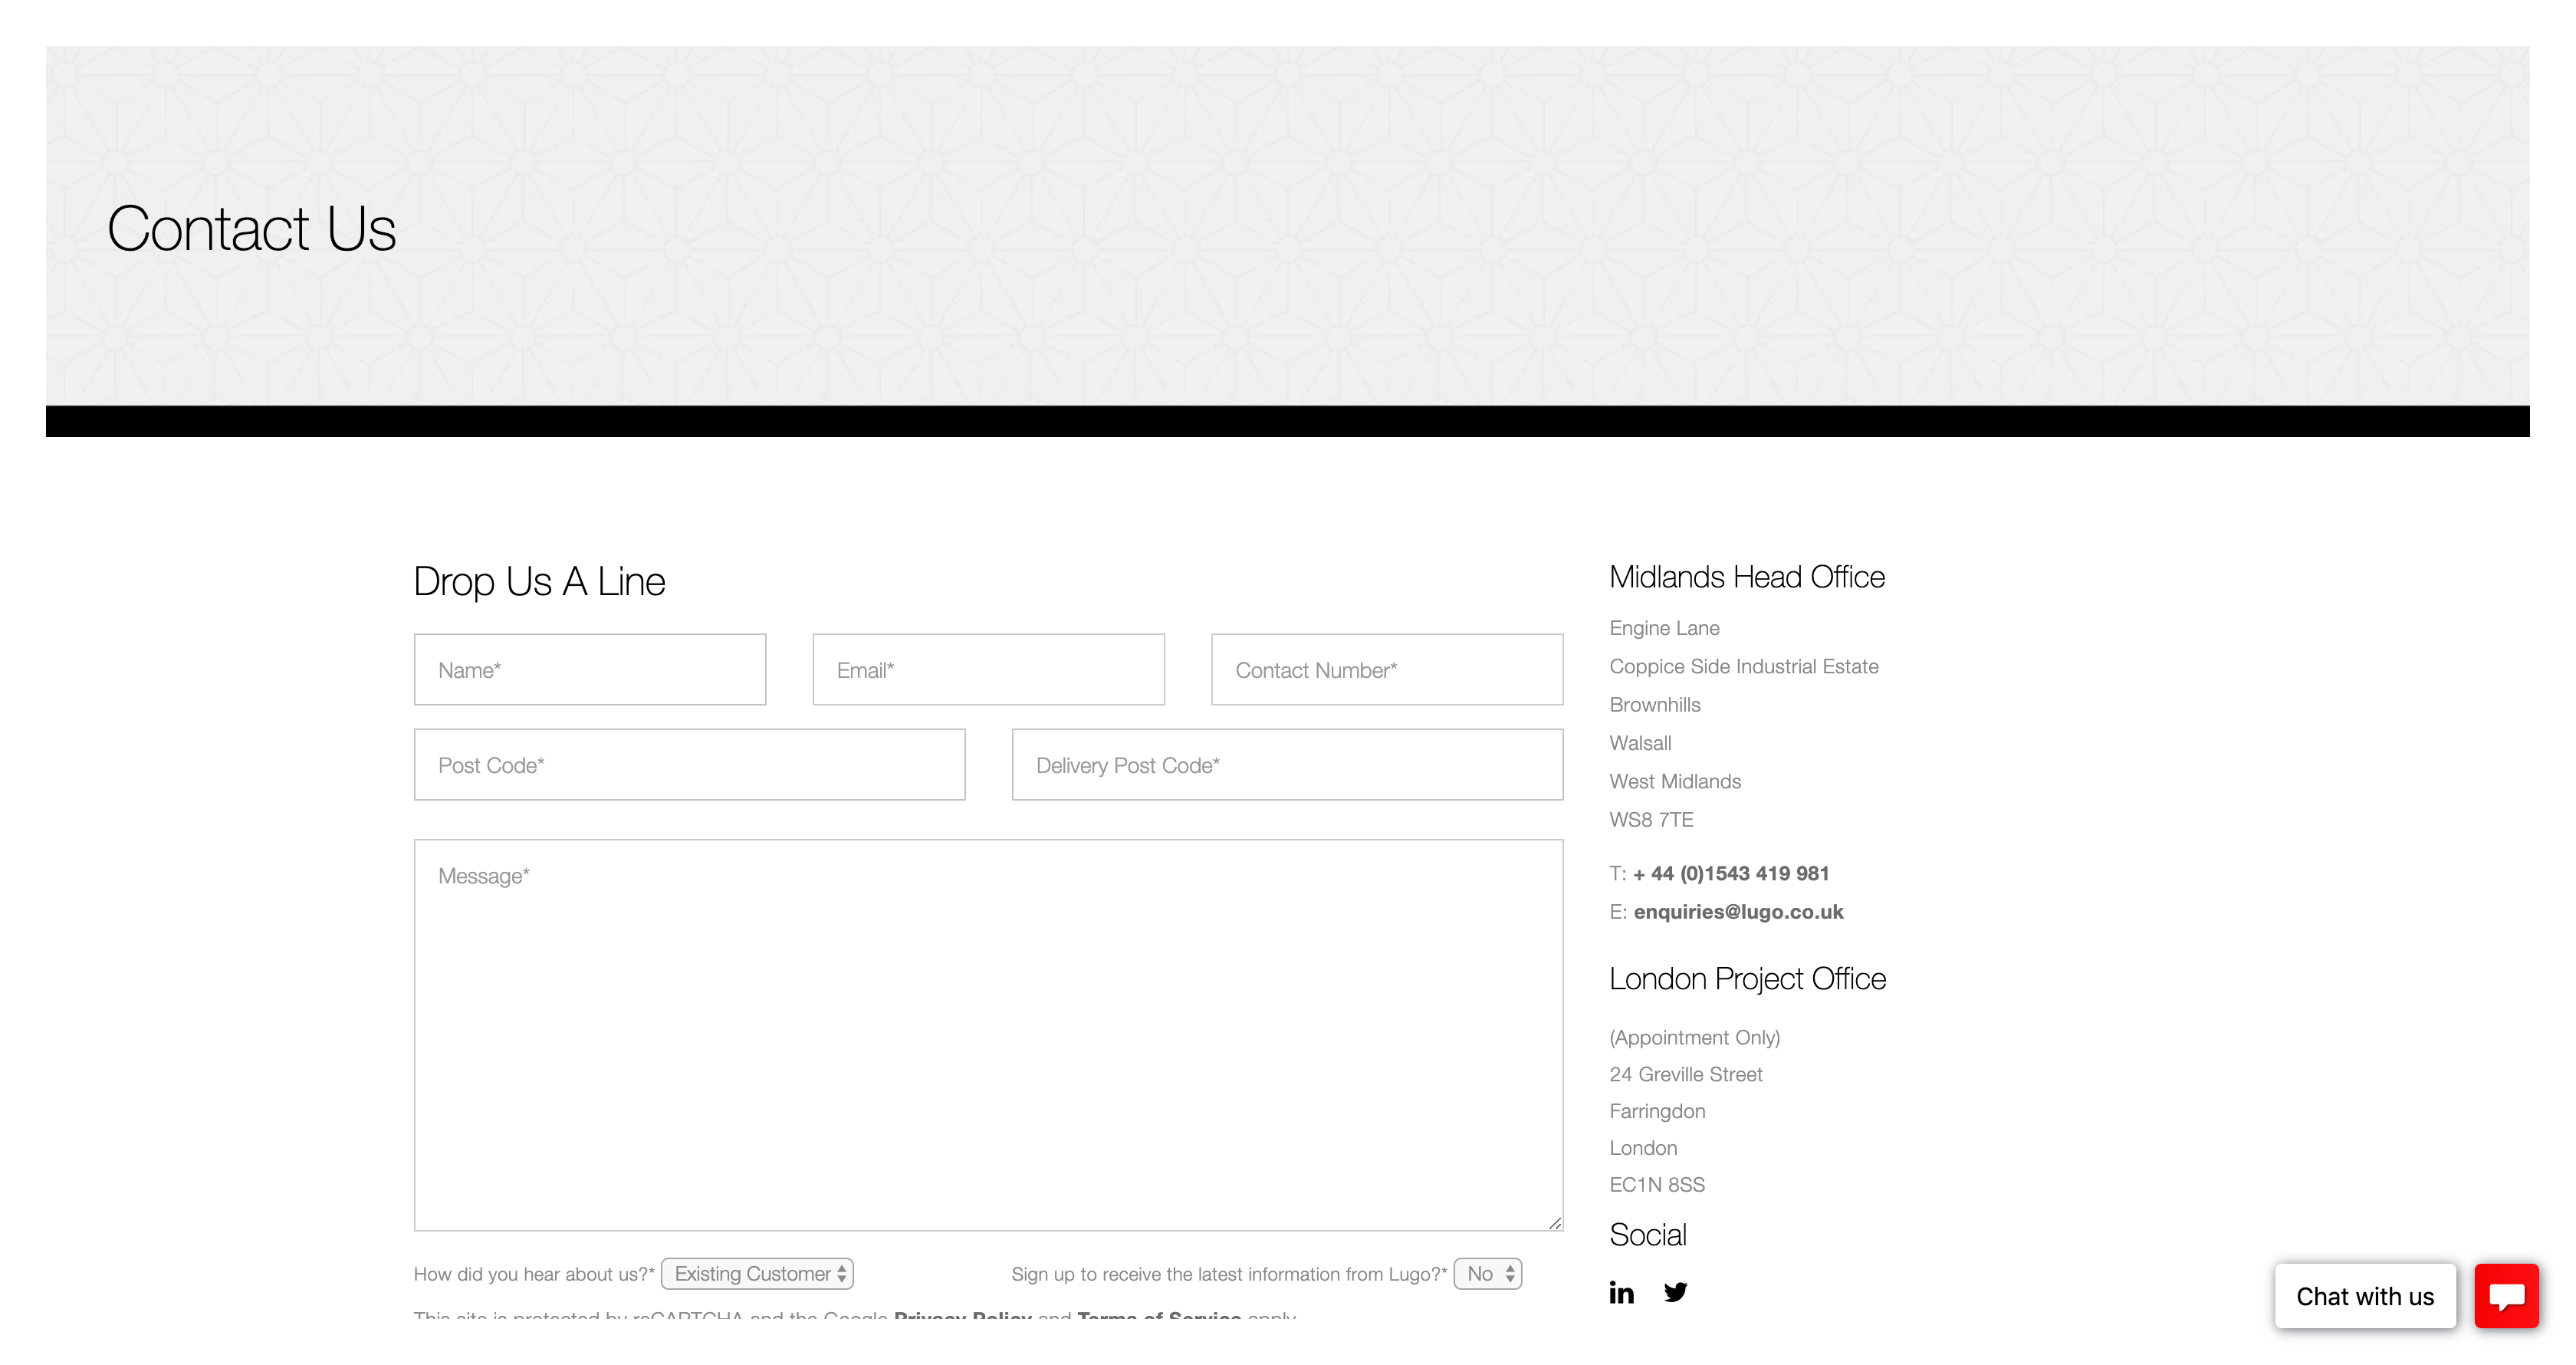 Contact Us
Drop Us A Line
Name*
Email*
Contact Number*
Post Code*
Delivery Post Code*
Message*
How did you hear about us?* Existing Customer
Sign up to receive the latest information from Lugo?* No
This site is protected by reCAPTCHA and the Google Privacy Policy and Terms of Service apply
Midlands Head Office
Engine Lane
Coppice Side Industrial Estate
Brownhills
Walsall
West Midlands
WS8 7TE
T: + 44 (0)1543 419 981
E: enquiries@lugo.co.uk
London Project Office
(Appointment Only)
24 Greville Street
Farringdon
London
EC1N 8SS
Social
in
Chat with us